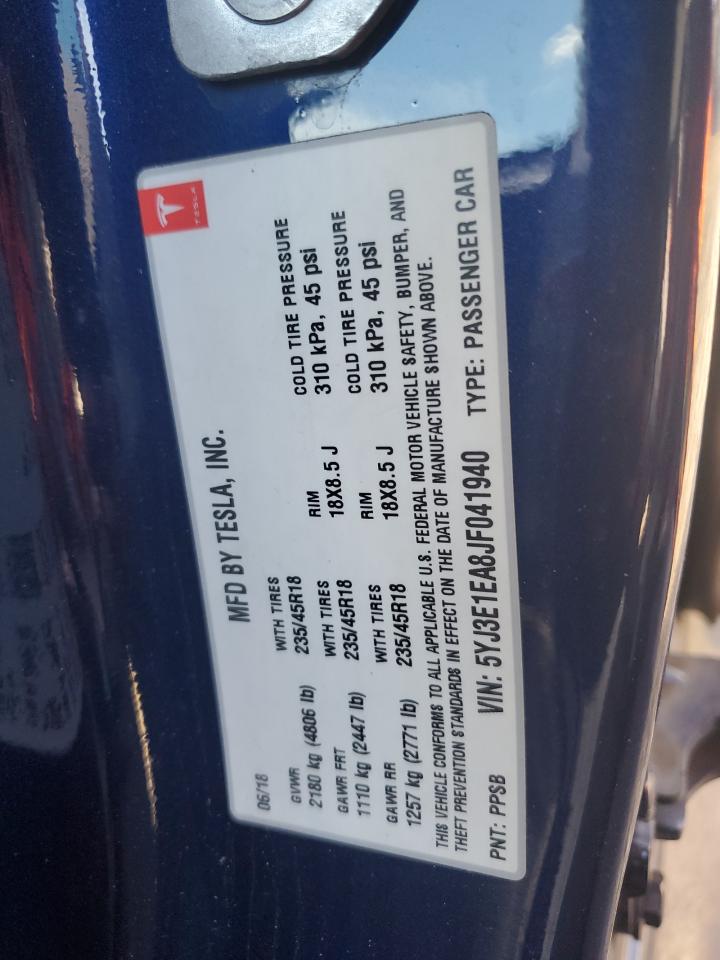 TESLA
MFD BY TESLA, INC.
06/18
GVWR WITH TIRES RIM COLD TIRE PRESSURE
2180 kg (4806 lb) 235/45R18 18X8.5 J 310 kPa, 45 psi
GAWR FRT WITH TIRES RIM COLD TIRE PRESSURE
1110 kg (2447 lb) 235/45R18 18X8.5 J 310 kPa, 45 psi
GAWR RR WITH TIRES
1257 kg (2771 lb) 235/45R18
THIS VEHICLE CONFORMS TO ALL APPLICABLE U.S. FEDERAL MOTOR VEHICLE SAFETY, BUMPER, AND
THEFT PREVENTION STANDARDS IN EFFECT ON THE DATE OF MANUFACTURE SHOWN ABOVE.
PNT: PPSB VIN: 5YJ3E1EA8JF041940 TYPE: PASSENGER CAR